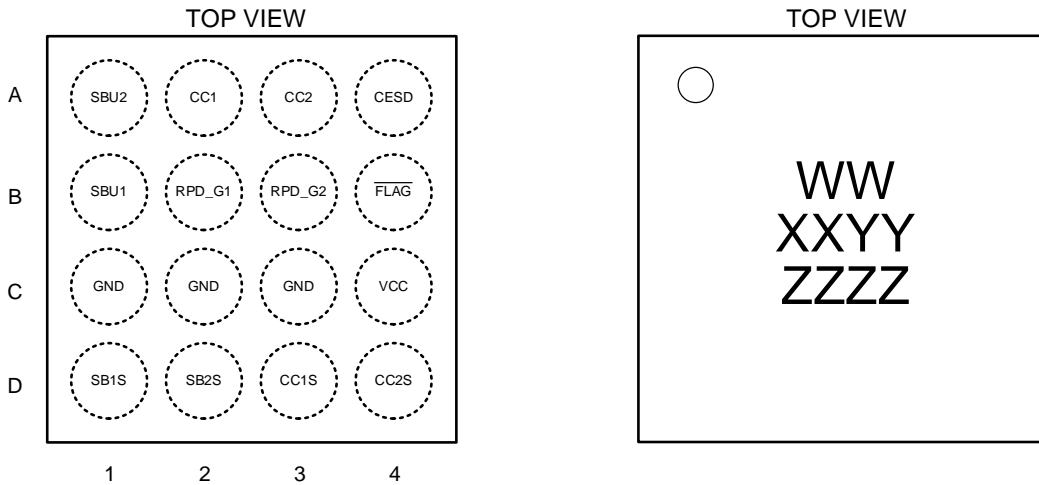 TOP VIEW
A SBU2 CC1 CC2 CESD
B SBU1 RPD_G1 RPD_G2 FLAG
C GND GND GND VCC
D SB1S SB2S CC1S CC2S
1 2 3 4
TOP VIEW
WW
XXYY
ZZZZ